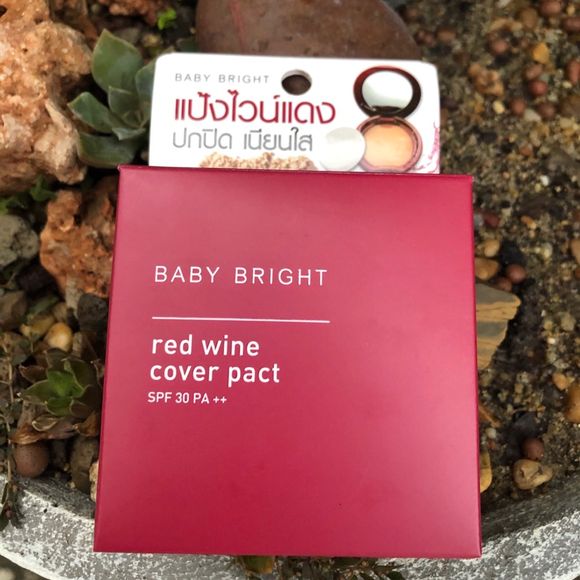 BABY BRIGHT
แป้งไวน์แดง
ปกปิด เนียนใส
BABY BRIGHT
red wine
cover pact
SPF 30 PA ++